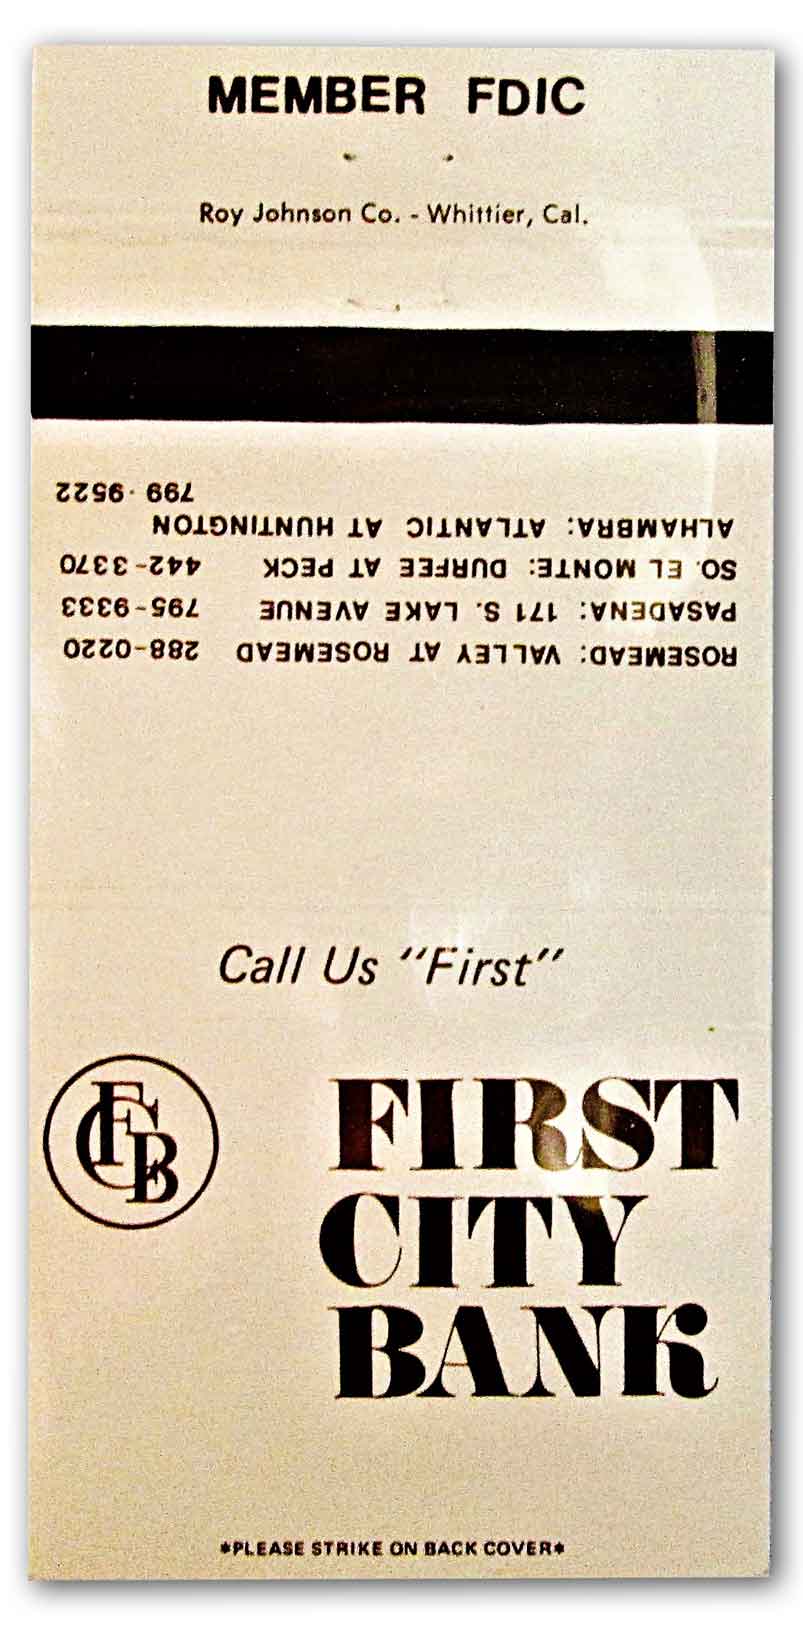 MEMBER FDIC
Roy Johnson Co. - Whittier, Cal.
ROSEMEAD: VALLEY AT ROSEMEAD 288-0220
PASADENA: 171 S. LAKE AVENUE 795-9333
SO. EL MONTE: DURFEE AT PECK 442-3370
ALHAMBRA: ATLANTIC AT HUNTINGTON
799-9522
Call Us "First"
FCB
FIRST
CITY
BANK
*PLEASE STRIKE ON BACK COVER*